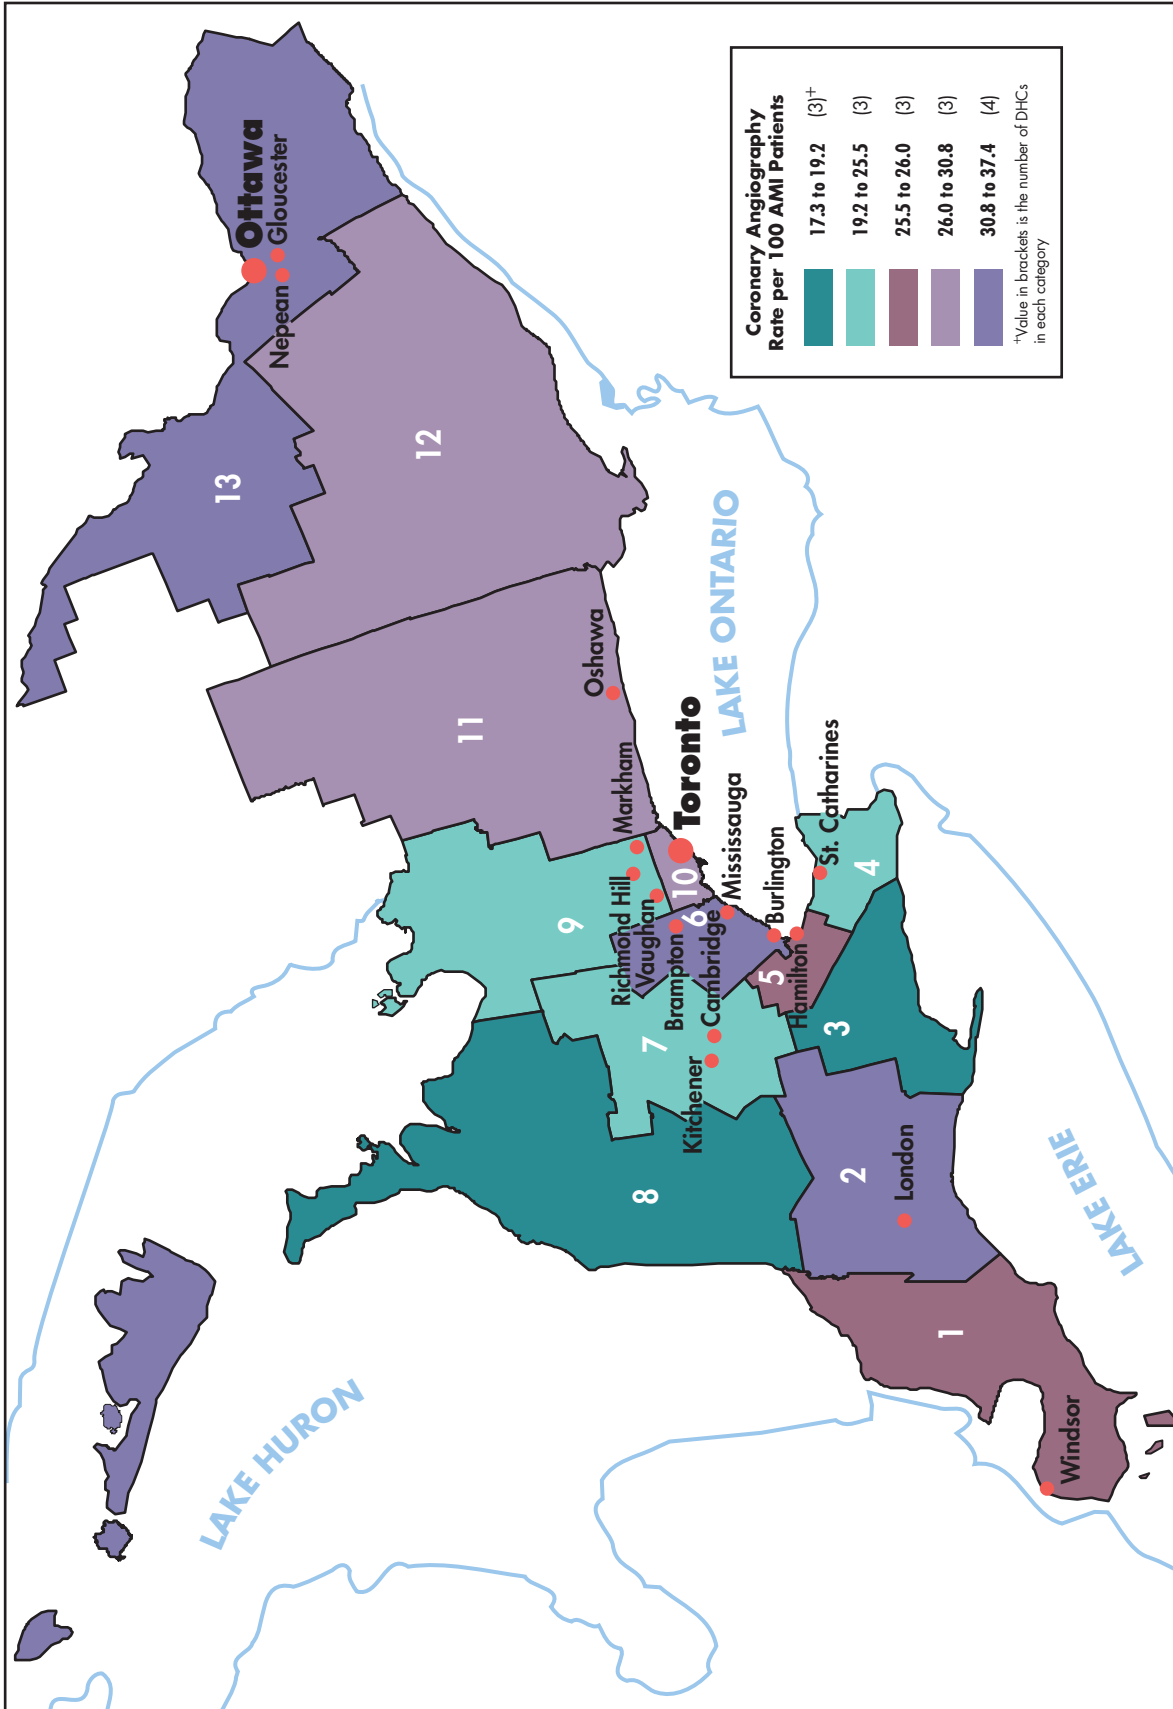 Coronary Angiography
Rate per 100 AMI Patients
17.3 to 19.2 (3)+
19.2 to 25.5 (3)
25.5 to 26.0 (3)
26.0 to 30.8 (3)
30.8 to 37.4 (4)
+Value in brackets is the number of DHCs
in each category
Ottawa
Gloucester
Nepean
13
12
11
Oshawa
LAKE ONTARIO
Markham
Toronto
Richmond Hill
Vaughan
10
9
Mississauga
6
Brampton
Cambridge
Burlington
St. Catharines
4
5
Hamilton
7
3
Kitchener
8
2
London
LAKE ERIE
1
LAKE HURON
Windsor